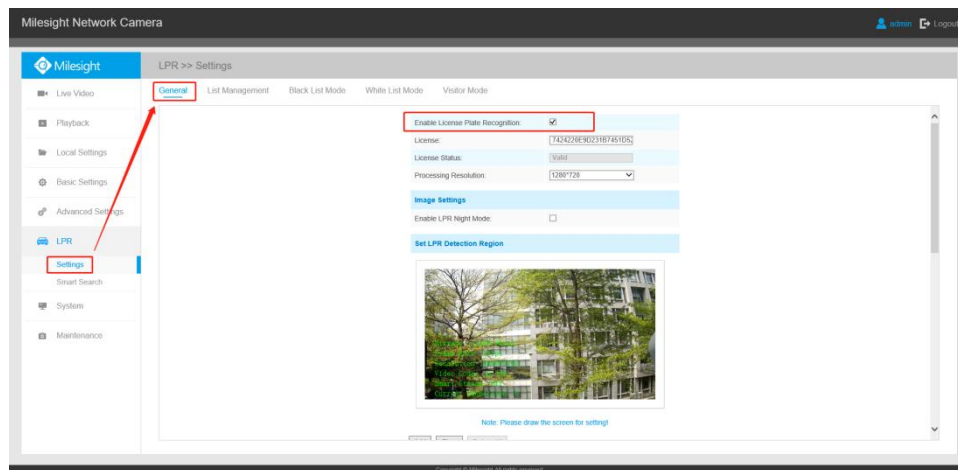 Milesight Network Camera
admin
Logout
Milesight
LPR >> Settings
Live Video
General
List Management
Black List Mode
White List Mode
Visitor Mode
Playback
Enable License Plate Recognition:
License:
Local Settings
License Status:
Valid
Processing Resolution:
1280*720
Basic Settings
Image Settings
Advanced Settings
Enable LPR Night Mode:
LPR
Set LPR Detection Region
Settings
Smart Search
System
Maintenance
Note: Please draw the screen for setting!